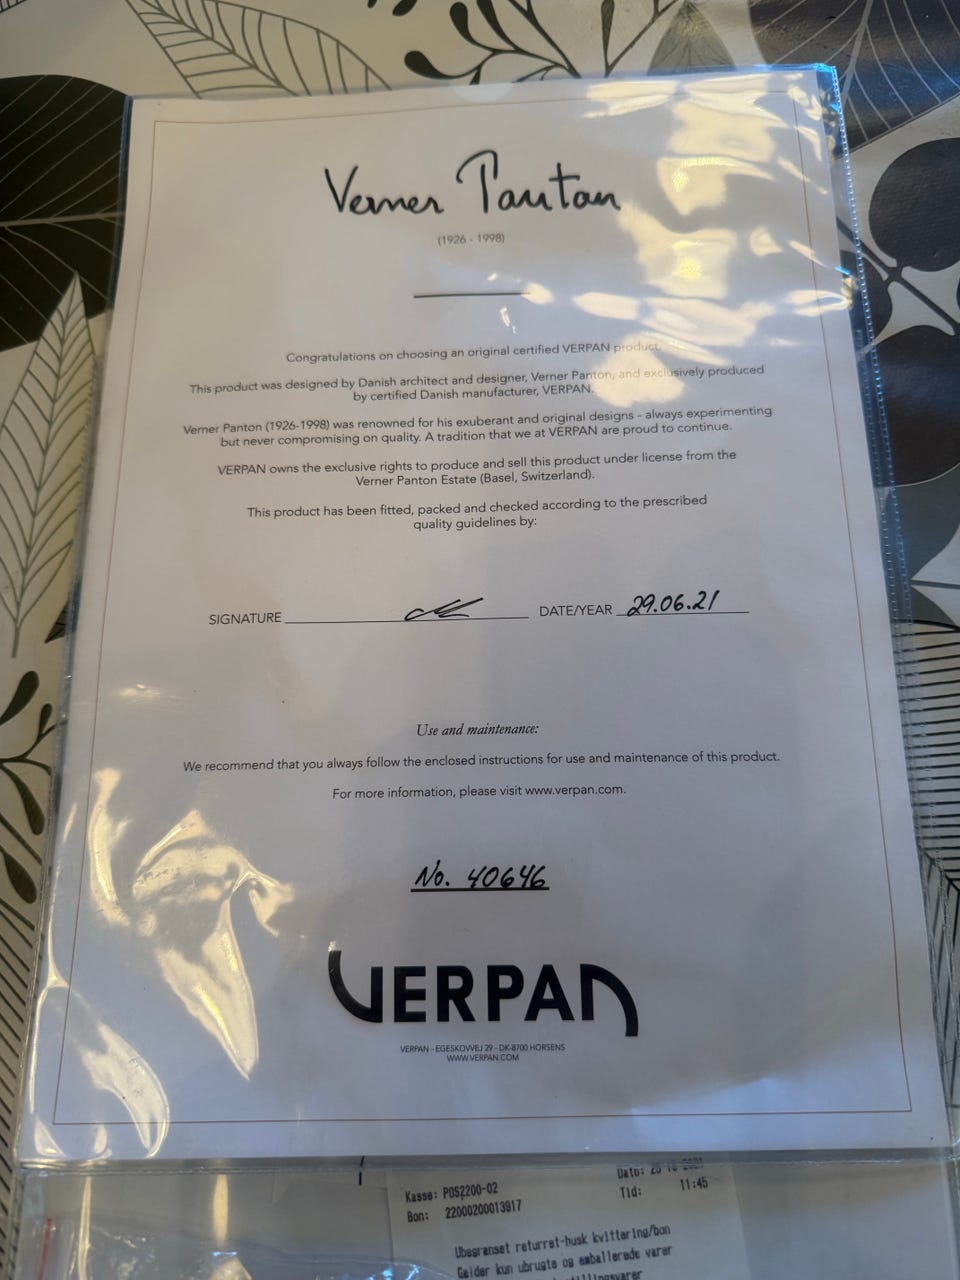 Verner Panton
(1926 - 1998)
Congratulations on choosing an original certified VERPAN product.
This product was designed by Danish architect and designer, Verner Panton, and exclusively produced
by certified Danish manufacturer, VERPAN.
Verner Panton (1926-1998) was renowned for his exuberant and original designs - always experimenting
but never compromising on quality. A tradition that we at VERPAN are proud to continue.
VERPAN owns the exclusive rights to produce and sell this product under license from the
Verner Panton Estate (Basel, Switzerland).
This product has been fitted, packed and checked according to the prescribed
quality guidelines by:
SIGNATURE DATE/YEAR 29.06.21
Use and maintenance:
We recommend that you always follow the enclosed instructions for use and maintenance of this product.
For more information, please visit www.verpan.com.
No. 40646
VERPAN
VERPAN - EGESKOVVEJ 29 - DK-8700 HORSENS
WWW.VERPAN.COM
Kasse: POS2200-02 Dato:
Bon: 22000200013917 Tid: 11:45
Ubegrænset returret-husk kvittering/bon
Gælder kun ubrugte og emballerede varer